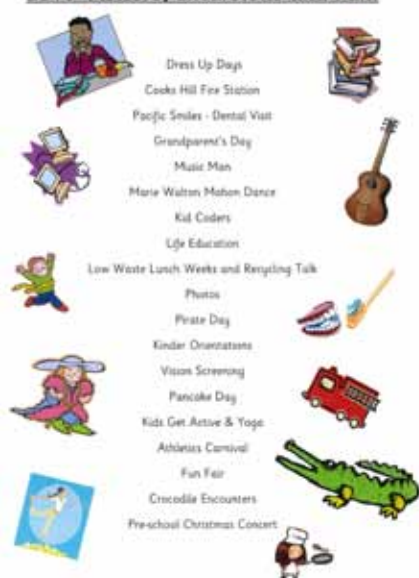 Dress Up Days
Cooks Hill Fire Station
Pacific Smiles - Dental Visit
Grandparent's Day
Music Man
Marie Walton Mahon Dance
Kid Coders
Life Education
Low Waste Lunch Weeks and Recycling Talk
Photos
Pirate Day
Kinder Orientations
Vision Screening
Pancake Day
Kids Get Active & Yoga
Athletics Carnival
Fun Fair
Crocodile Encounters
Pre-school Christmas Concert